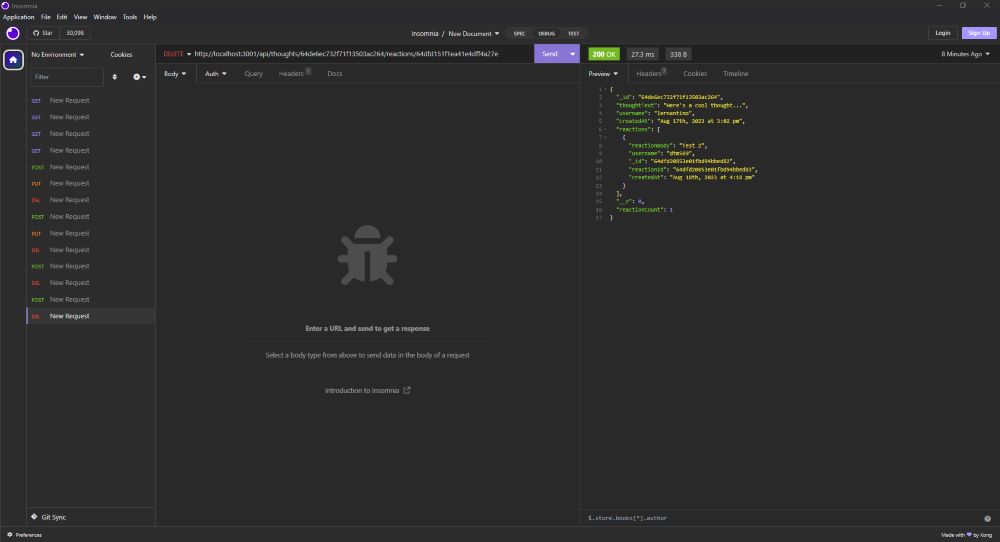 Insomnia
Application File Edit View Window Tools Help
Star 30,098
Insomnia / New Document
SPEC DEBUG TEST
Login Sign Up
No Environment Cookies
Filter
GET New Request
GET New Request
GET New Request
GET New Request
POST New Request
PUT New Request
DEL New Request
POST New Request
PUT New Request
DEL New Request
POST New Request
DEL New Request
POST New Request
DEL New Request
Git Sync
Preferences
DELETE http://localhost:3001/api/thoughts/64de6ec732f71f13503ac264/reactions/64dfd151f1ea41e4dff4a27e
Send
Body Auth Query Headers 1 Docs
Enter a URL and send to get a response
Select a body type from above to send data in the body of a request
Introduction to Insomnia
200 OK 27.3 ms 338 B 8 Minutes Ago
Preview Headers 7 Cookies Timeline
1 {
2 "_id": "64de6ec732f71f13503ac264",
3 "thoughtText": "Here's a cool thought...",
4 "username": "lernantino",
5 "createdAt": "Aug 17th, 2023 at 3:02 pm",
6 "reactions": [
7 {
8 "reactionBody": "Test 2",
9 "username": "dtm589",
10 "_id": "64dfd20853e01fbd94bbed82",
11 "reactionId": "64dfd20853e01fbd94bbed83",
12 "createdAt": "Aug 18th, 2023 at 4:18 pm"
13 }
14 ],
15 "__v": 0,
16 "reactionCount": 1
17 }
$.store.books[*].author
Made with by Kong